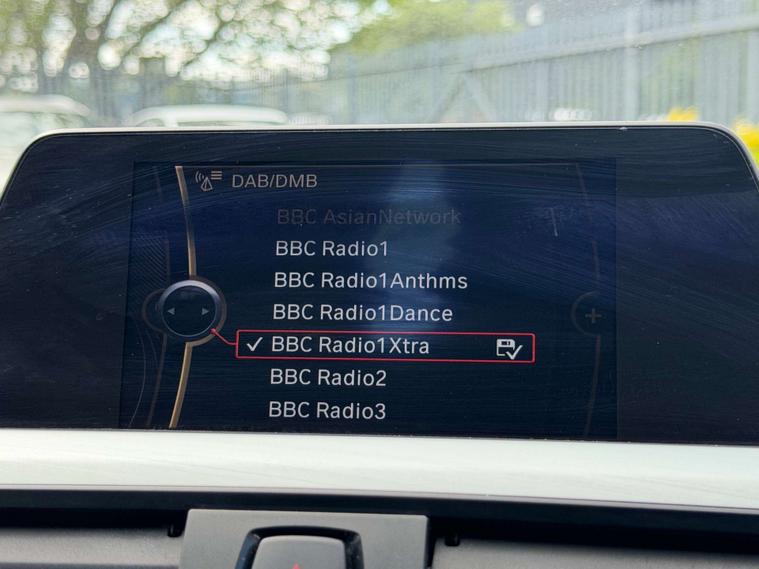 DAB/DMB
BBC AsianNetwork
BBC Radio1
BBC Radio1Anthms
BBC Radio1Dance
BBC Radio1Xtra
BBC Radio2
BBC Radio3